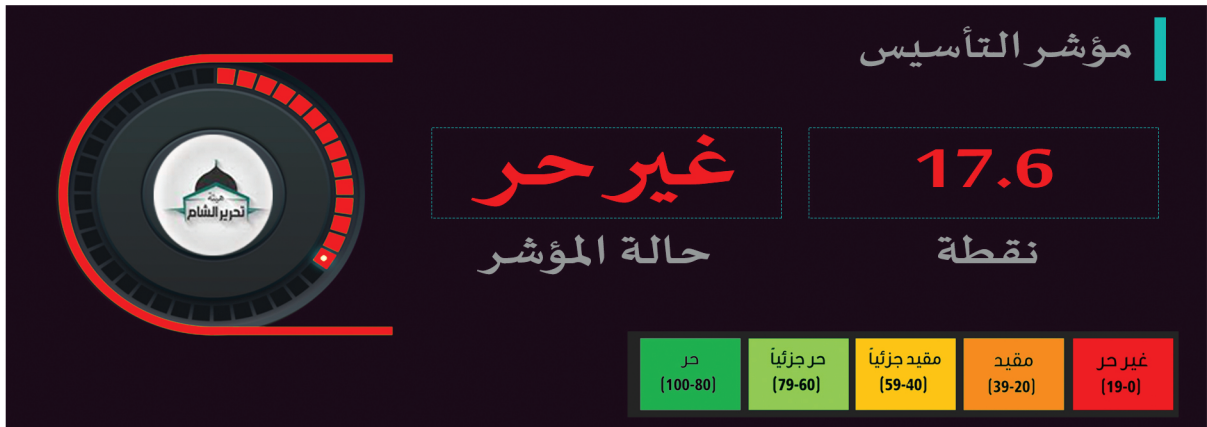 مؤشر التأسيس
17.6
نقطة
غير حر
حالة المؤشر
هيئة
تحرير الشام
غير حر
(19-0)
مقيد
(39-20)
مقيد جزئياً
(59-40)
حر جزئياً
(79-60)
حر
(100-80)